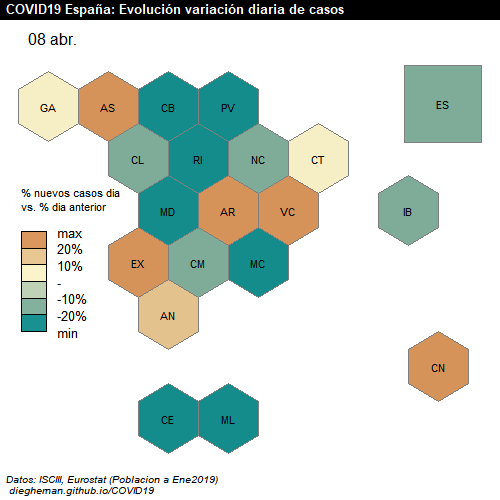 COVID19 España: Evolución variación diaria de casos
08 abr.
GA AS CB PV ES
CL RI NC CT
% nuevos casos dia
vs. % dia anterior
MD AR VC IB
max
20%
10%
-
-10%
-20%
min
EX CM MC
AN
CN
CE ML
Datos: ISCIII, Eurostat (Poblacion a Ene2019)
diegheman.github.io/COVID19